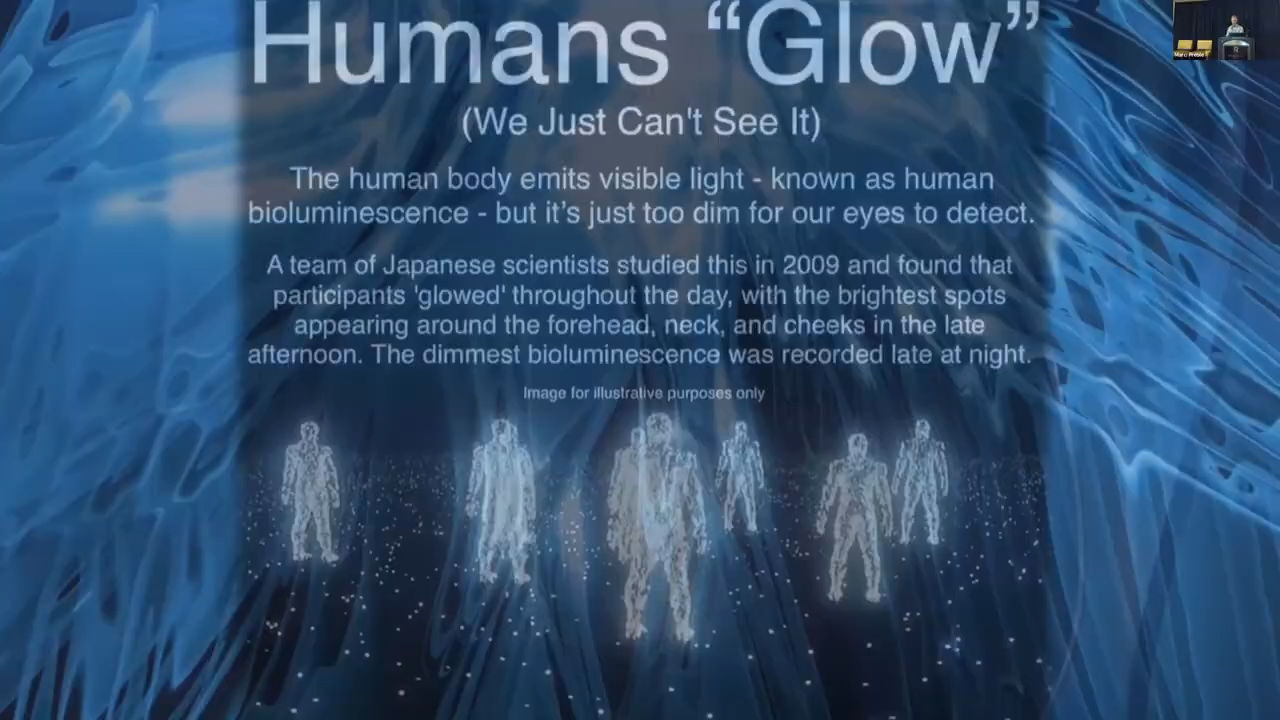 Humans “Glow”
(We Just Can't See It)
The human body emits visible light - known as human
bioluminescence - but it’s just too dim for our eyes to detect.
A team of Japanese scientists studied this in 2009 and found that
participants 'glowed' throughout the day, with the brightest spots
appearing around the forehead, neck, and cheeks in the late
afternoon. The dimmest bioluminescence was recorded late at night.
Image for illustrative purposes only